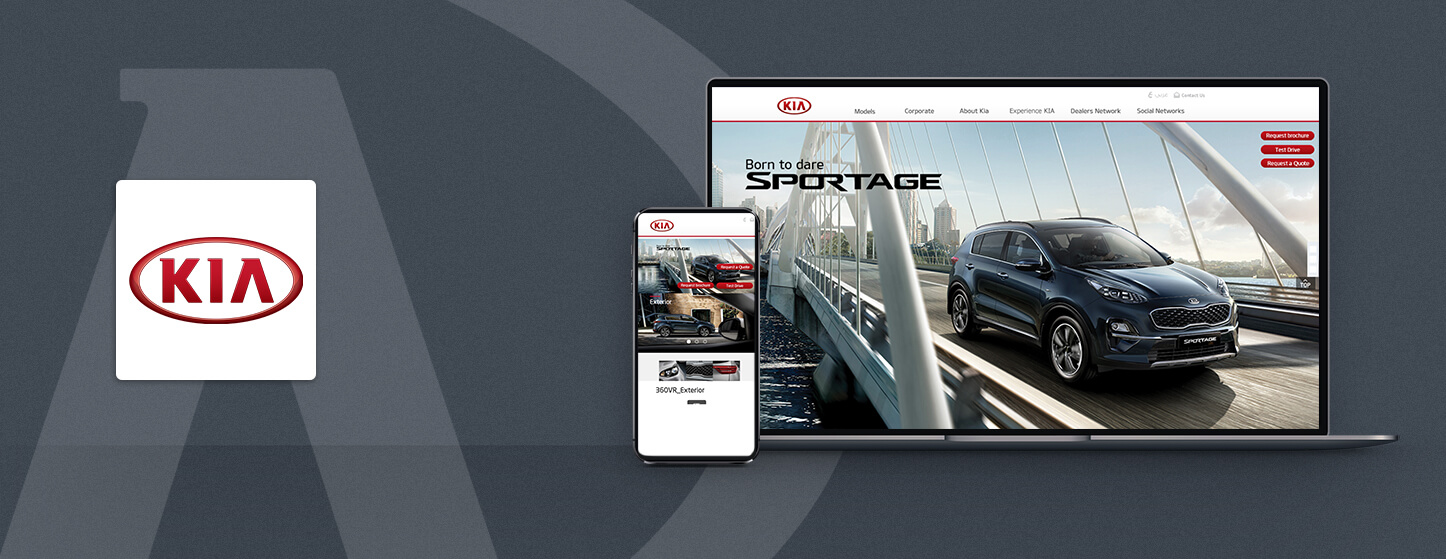 KIA
KIA
Models
Corporate
About Kia
Experience KIA
Dealers Network
Social Networks
Contact Us
Request brochure
Test Drive
Request a Quote
Born to dare
SPORTAGE
SPORTAGE
TOP
KIA
SPORTAGE
Request a Quote
Request brochure
Test Drive
Exterior
360VR_Exterior